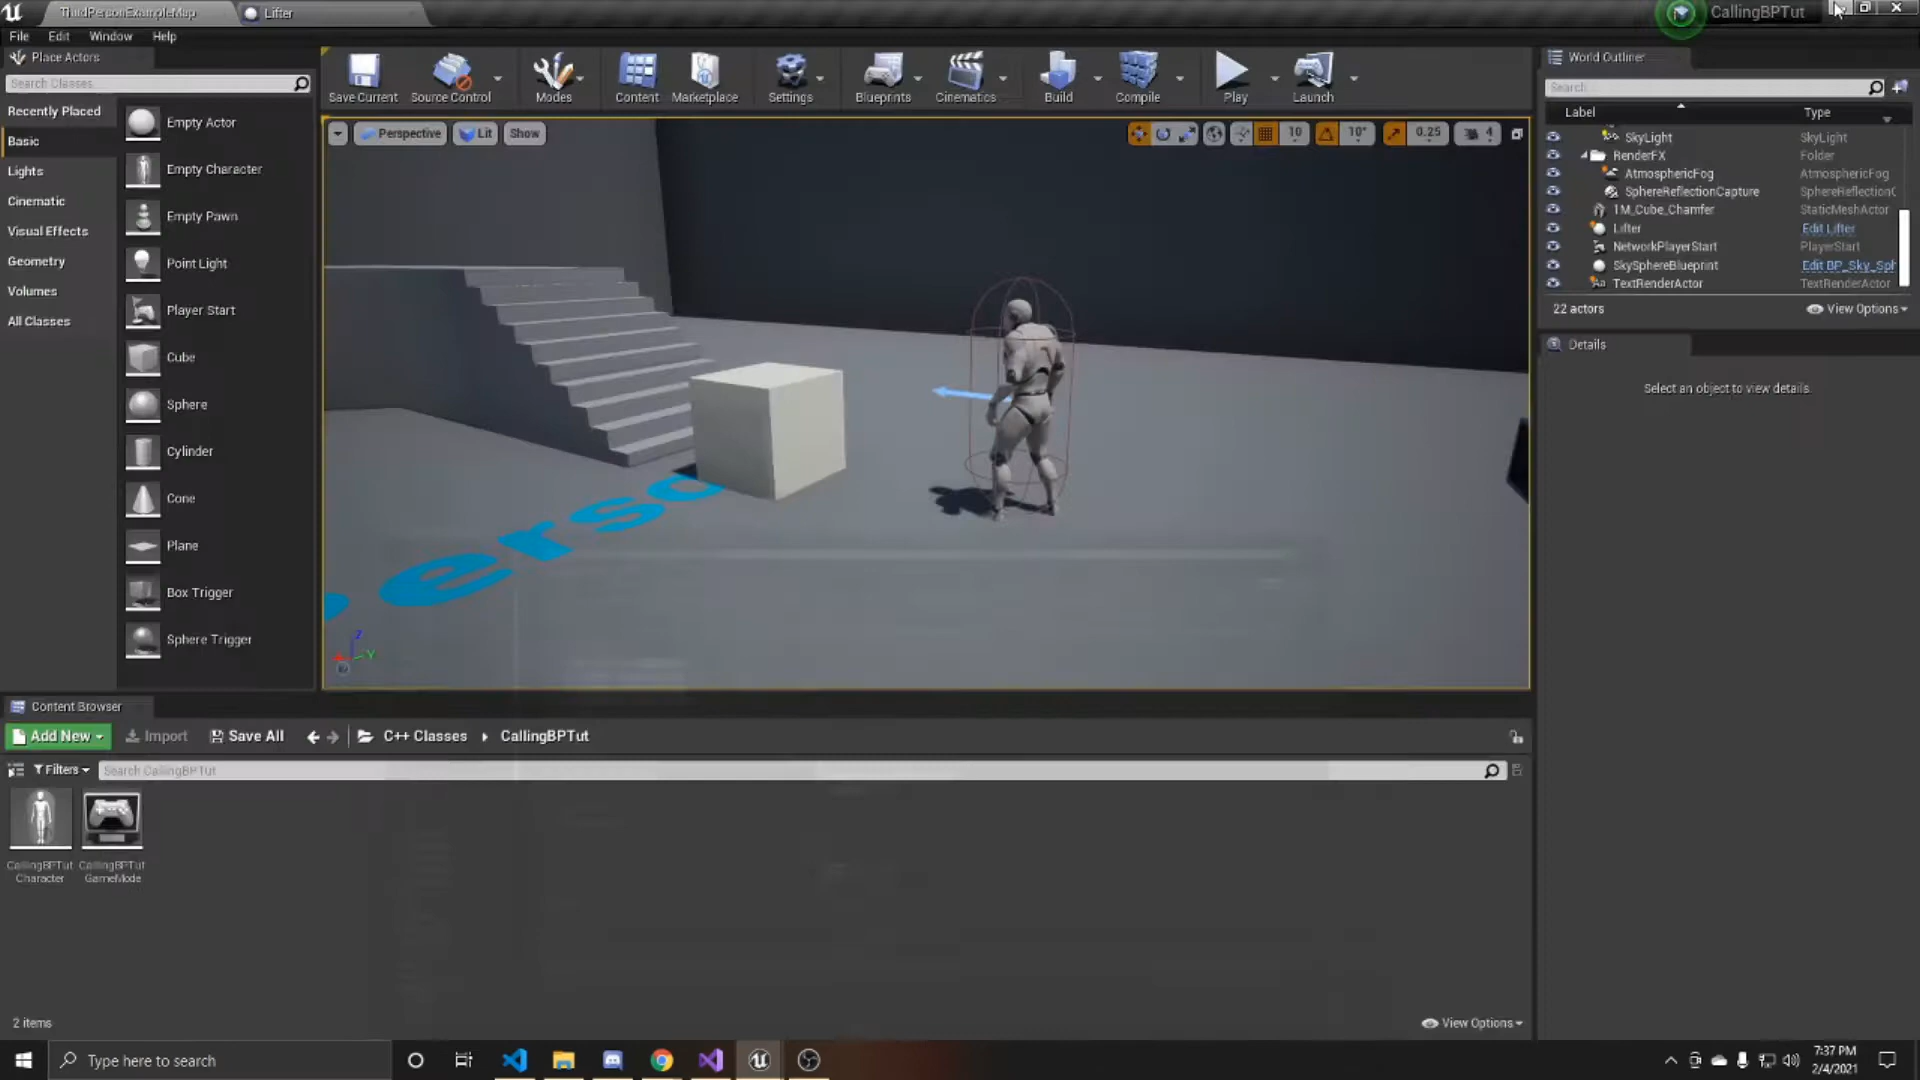 ThirdPersonExampleMap
Lifter
CallingBPTut
File Edit Window Help
Place Actors
Search Classes
Recently Placed
Basic
Lights
Cinematic
Visual Effects
Geometry
Volumes
All Classes
Empty Actor
Empty Character
Empty Pawn
Point Light
Player Start
Cube
Sphere
Cylinder
Cone
Plane
Box Trigger
Sphere Trigger
Save Current
Source Control
Modes
Content
Marketplace
Settings
Blueprints
Cinematics
Build
Compile
Play
Launch
Perspective
Lit
Show
10
10°
0.25
4
erso
Z
Y
World Outliner
Search
Label Type
SkyLight SkyLight
RenderFX Folder
AtmosphericFog AtmosphericFog
SphereReflectionCapture SphereReflectionC
1M_Cube_Chamfer StaticMeshActor
Lifter Edit Lifter
NetworkPlayerStart PlayerStart
SkySphereBlueprint Edit BP_Sky_Sph
TextRenderActor TextRenderActor
22 actors
View Options
Details
Select an object to view details.
Content Browser
Add New
Import
Save All
C++ Classes
CallingBPTut
Filters
Search CallingBPTut
CallingBPTut
Character
CallingBPTut
GameMode
2 items
View Options
Type here to search
7:37 PM
2/4/2021